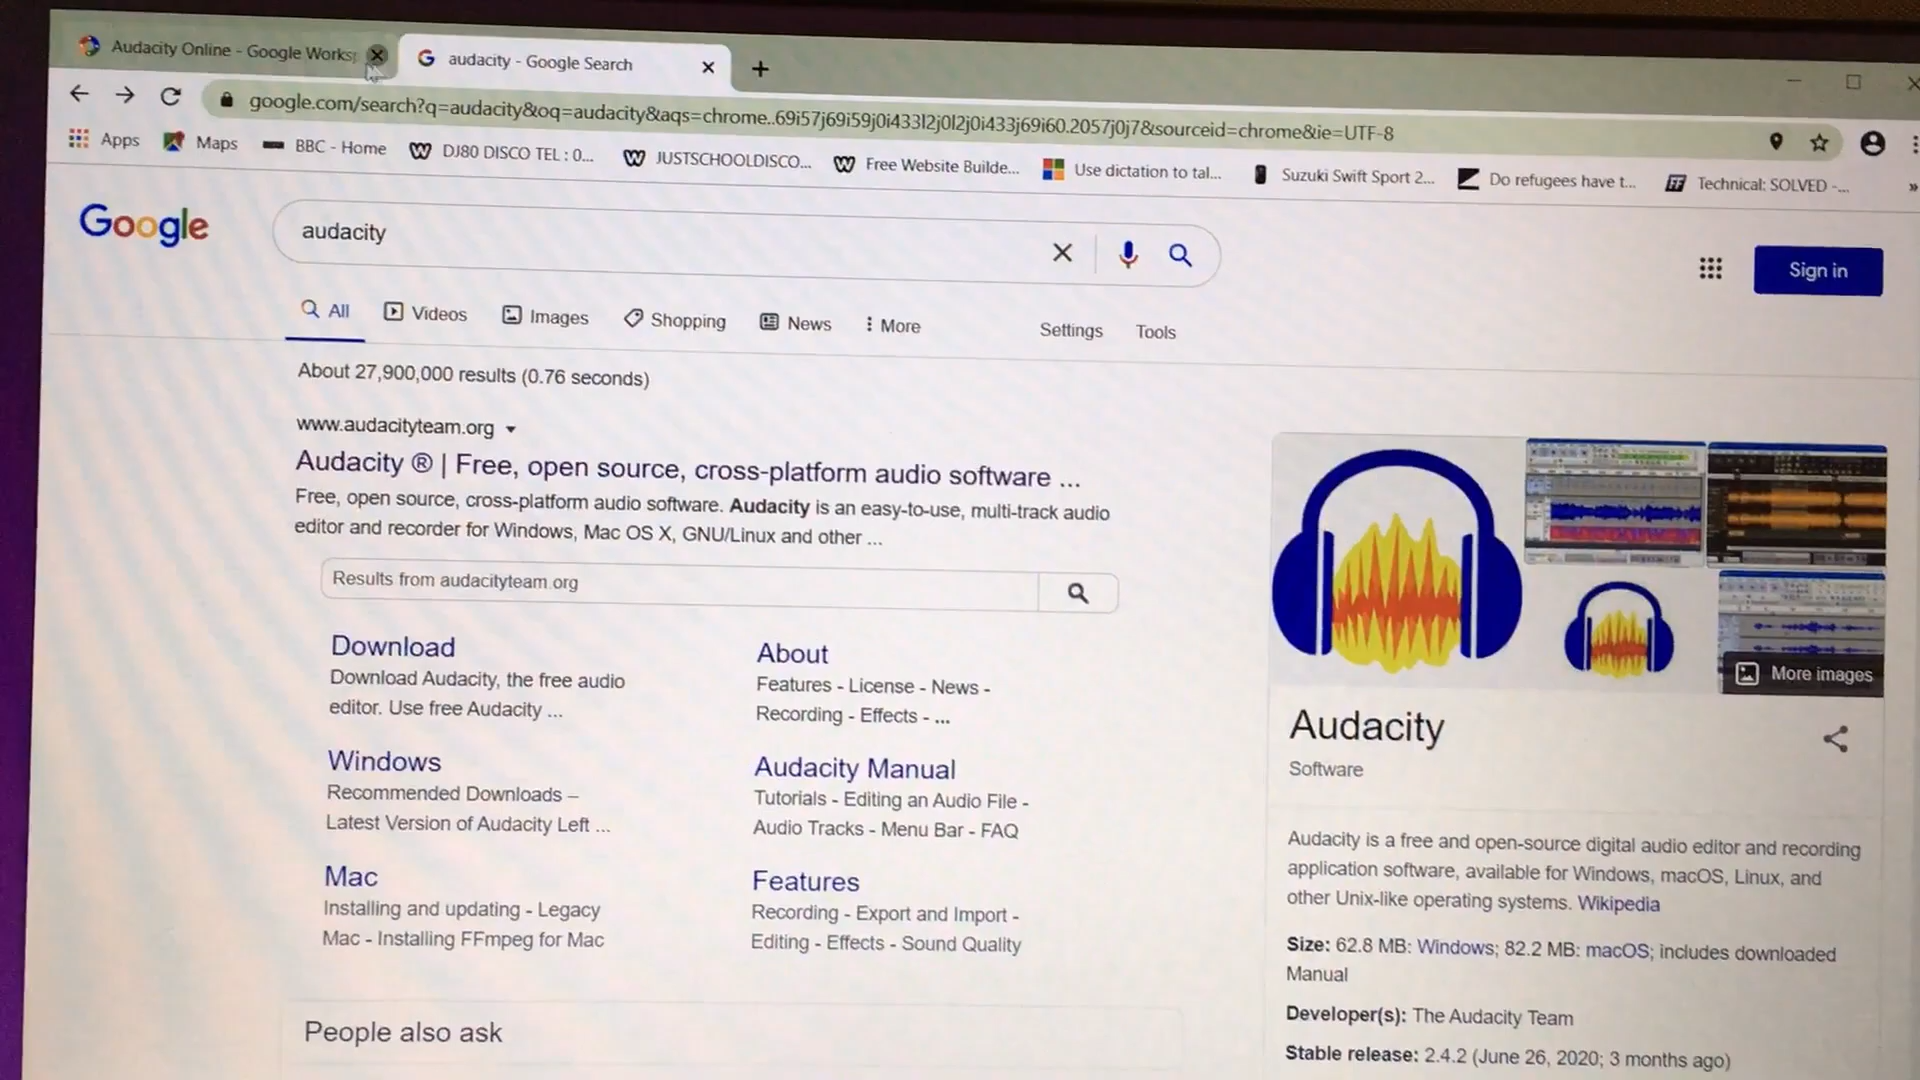 Audacity Online - Google Works
audacity - Google Search
google.com/search?q=audacity&oq=audacity&aqs=chrome..69i57j69i59j0i433l2j0l2j0i433j69i60.2057j0j7&sourceid=chrome&ie=UTF-8
Apps Maps BBC - Home DJ80 DISCO TEL : 0... JUSTSCHOOLDISCO... Free Website Builde... Use dictation to tal... Suzuki Swift Sport 2... Do refugees have t... Technical: SOLVED -... »
Google
audacity
Sign in
All Videos Images Shopping News More Settings Tools
About 27,900,000 results (0.76 seconds)
www.audacityteam.org
Audacity ® | Free, open source, cross-platform audio software ...
Free, open source, cross-platform audio software. Audacity is an easy-to-use, multi-track audio
editor and recorder for Windows, Mac OS X, GNU/Linux and other ...
Results from audacityteam.org
Download
Download Audacity, the free audio
editor. Use free Audacity ...
About
Features - License - News -
Recording - Effects - ...
Windows
Recommended Downloads –
Latest Version of Audacity Left ...
Audacity Manual
Tutorials - Editing an Audio File -
Audio Tracks - Menu Bar - FAQ
Mac
Installing and updating - Legacy
Mac - Installing FFmpeg for Mac
Features
Recording - Export and Import -
Editing - Effects - Sound Quality
People also ask
More images
Audacity
Software
Audacity is a free and open-source digital audio editor and recording
application software, available for Windows, macOS, Linux, and
other Unix-like operating systems. Wikipedia
Size: 62.8 MB: Windows; 82.2 MB: macOS; includes downloaded
Manual
Developer(s): The Audacity Team
Stable release: 2.4.2 (June 26, 2020; 3 months ago)